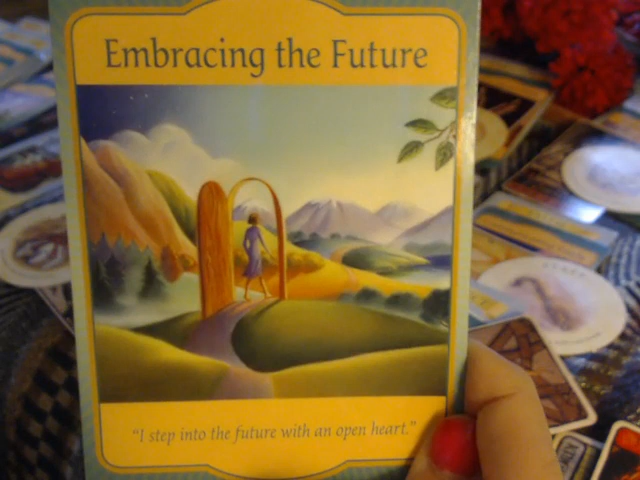 Embracing the Future
"I step into the future with an open heart."